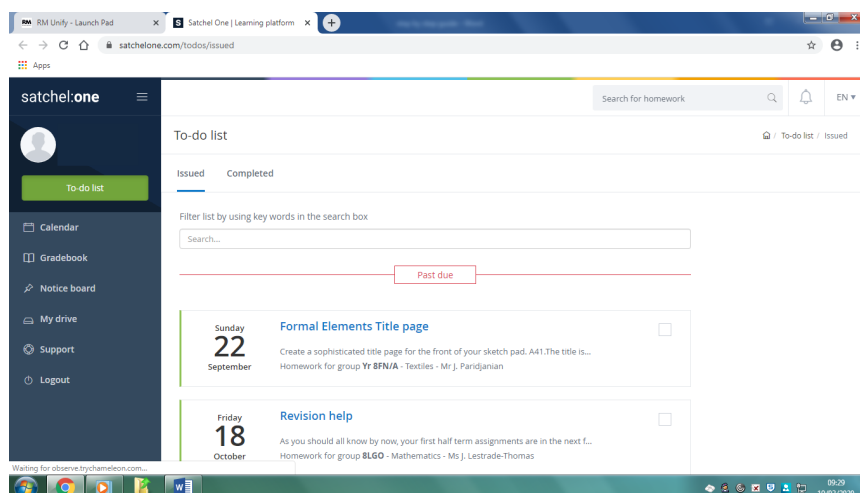 RM Unify - Launch Pad
Satchel One | Learning platform
satchelone.com/todos/issued
Apps
satchel:one
Search for homework
EN
To-do list
To-do list / Issued
Issued Completed
To-do list
Filter list by using key words in the search box
Search...
Calendar
Gradebook
Past due
Notice board
My drive
Support
Logout
Sunday
22
September
Formal Elements Title page
Create a sophisticated title page for the front of your sketch pad. A41.The title is...
Homework for group Yr 8FN/A - Textiles - Mr J. Paridjanian
Friday
18
October
Revision help
As you should all know by now, your first half term assignments are in the next f...
Homework for group 8LGO - Mathematics - Ms J. Lestrade-Thomas
Waiting for observe.trychameleon.com...
09:29